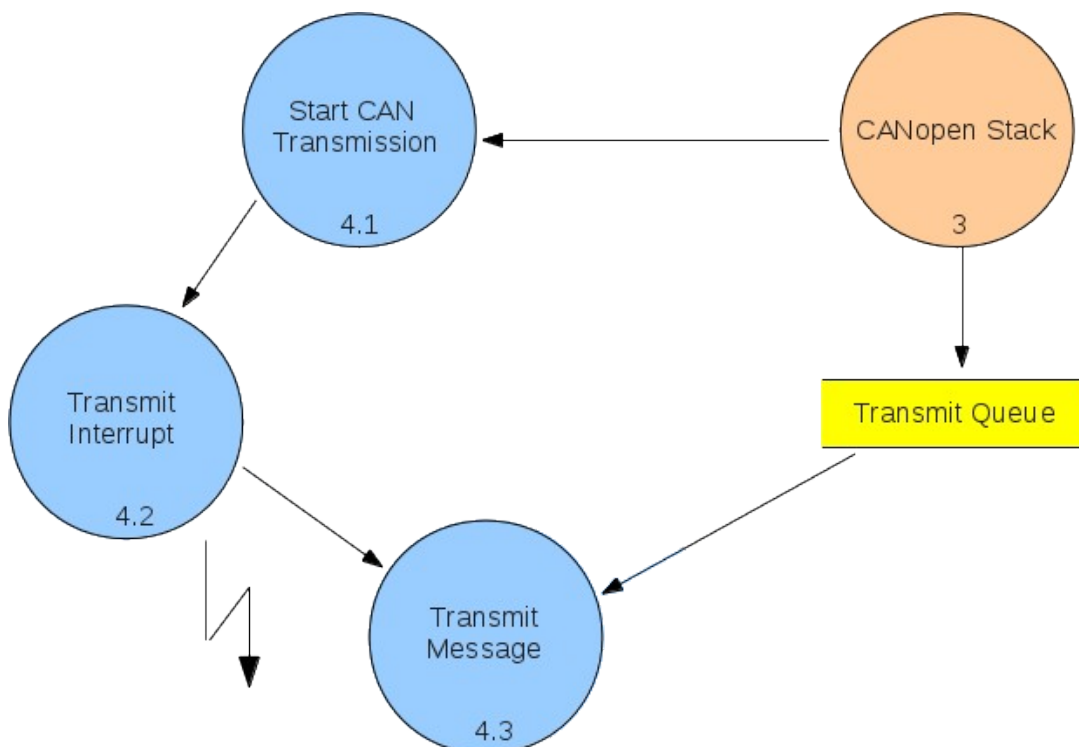 Start CAN
Transmission
4.1
CANopen Stack
3
Transmit
Interrupt
4.2
Transmit Queue
Transmit
Message
4.3